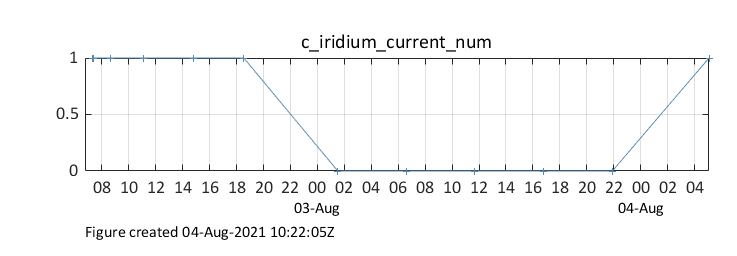 c_iridium_current_num
1
0.5
0
08 10 12 14 16 18 20 22 00 02 04 06 08 10 12 14 16 18 20 22 00 02 04
03-Aug 04-Aug
Figure created 04-Aug-2021 10:22:05Z